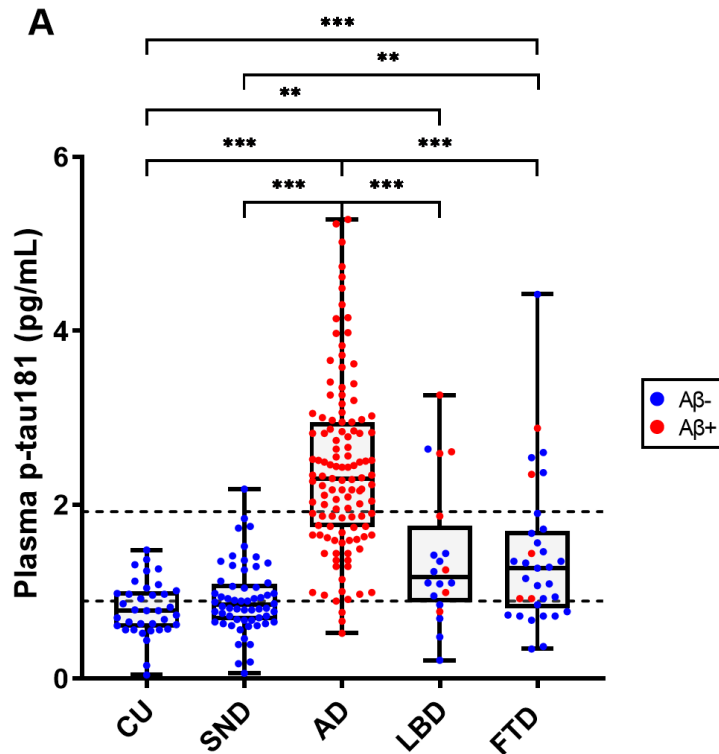 A
***
**
**
*** ***
*** ***
Plasma p-tau181 (pg/mL)
6
4
2
0
Aβ-
Aβ+
CU SND AD LBD FTD